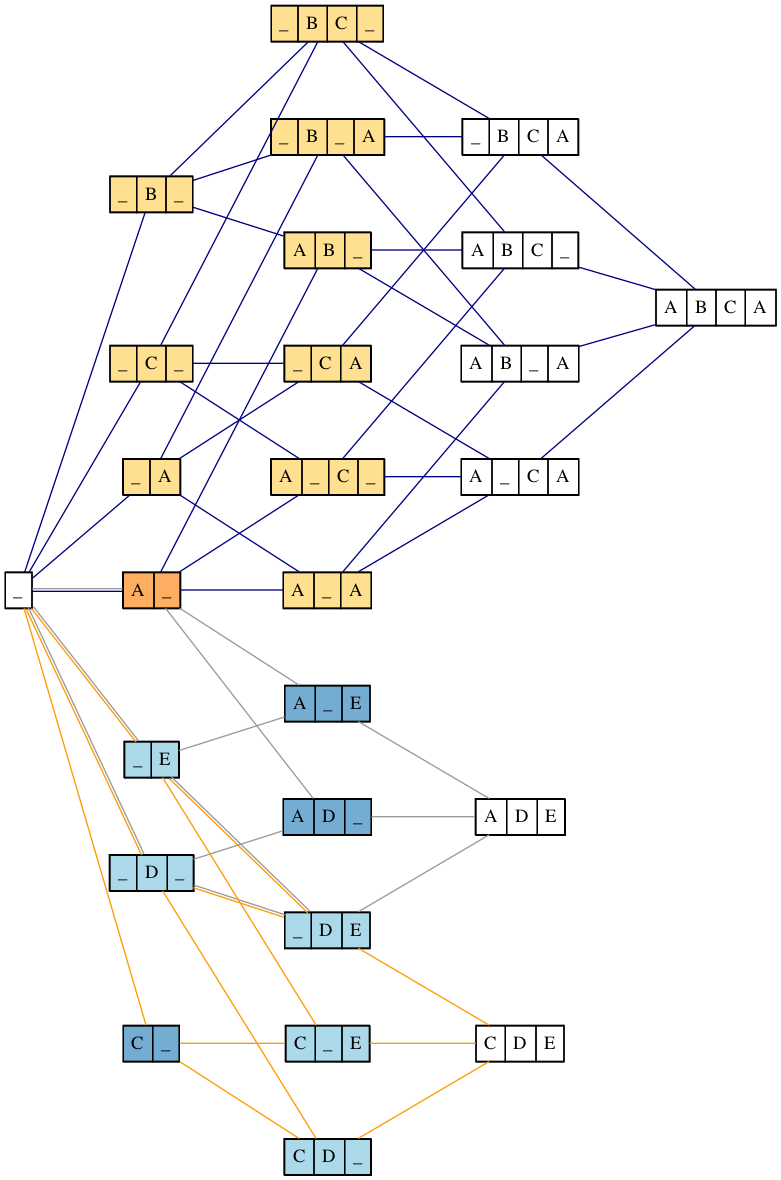 _ B C _
_ B _ A
_ B C A
_ B _
A B _
A B C _
A B C A
_ C _
_ C A
A B _ A
_ A
A _ C _
A _ C A
_
A _
A _ A
A _ E
_ E
A D _
A D E
_ D _
_ D E
C _
C _ E
C D E
C D _